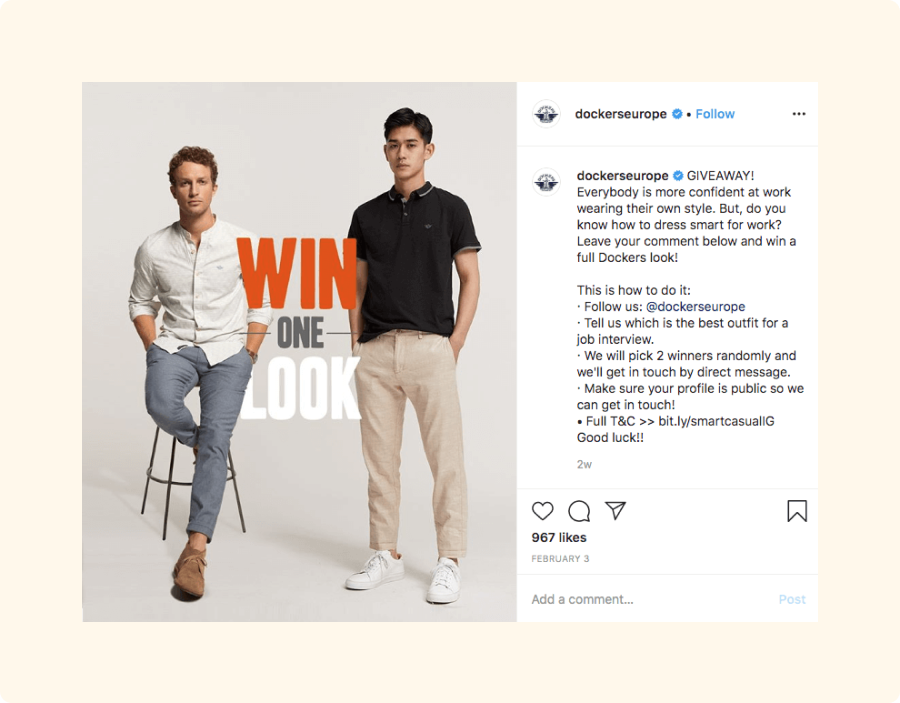 WIN
ONE
LOOK
dockerseurope • Follow
dockerseurope GIVEAWAY!
Everybody is more confident at work
wearing their own style. But, do you
know how to dress smart for work?
Leave your comment below and win a
full Dockers look!
This is how to do it:
· Follow us: @dockerseurope
· Tell us which is the best outfit for a
job interview.
· We will pick 2 winners randomly and
we'll get in touch by direct message.
· Make sure your profile is public so we
can get in touch!
• Full T&C >> bit.ly/smartcasualIG
Good luck!!
2w
967 likes
FEBRUARY 3
Add a comment...
Post